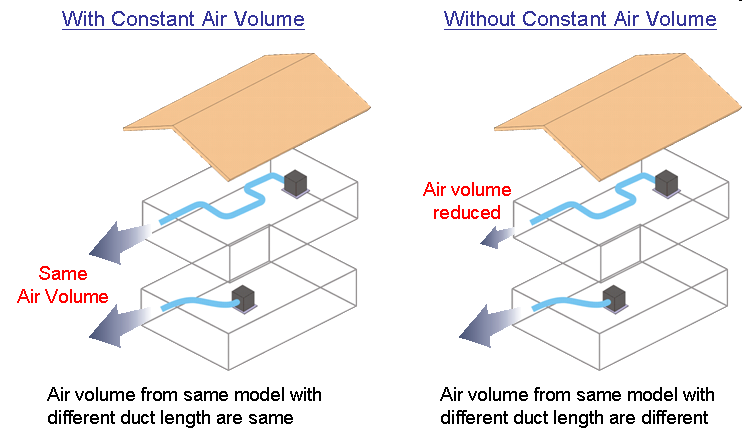 With Constant Air Volume
Without Constant Air Volume
Air volume
reduced
Same
Air Volume
Air volume from same model with
different duct length are same
Air volume from same model with
different duct length are different